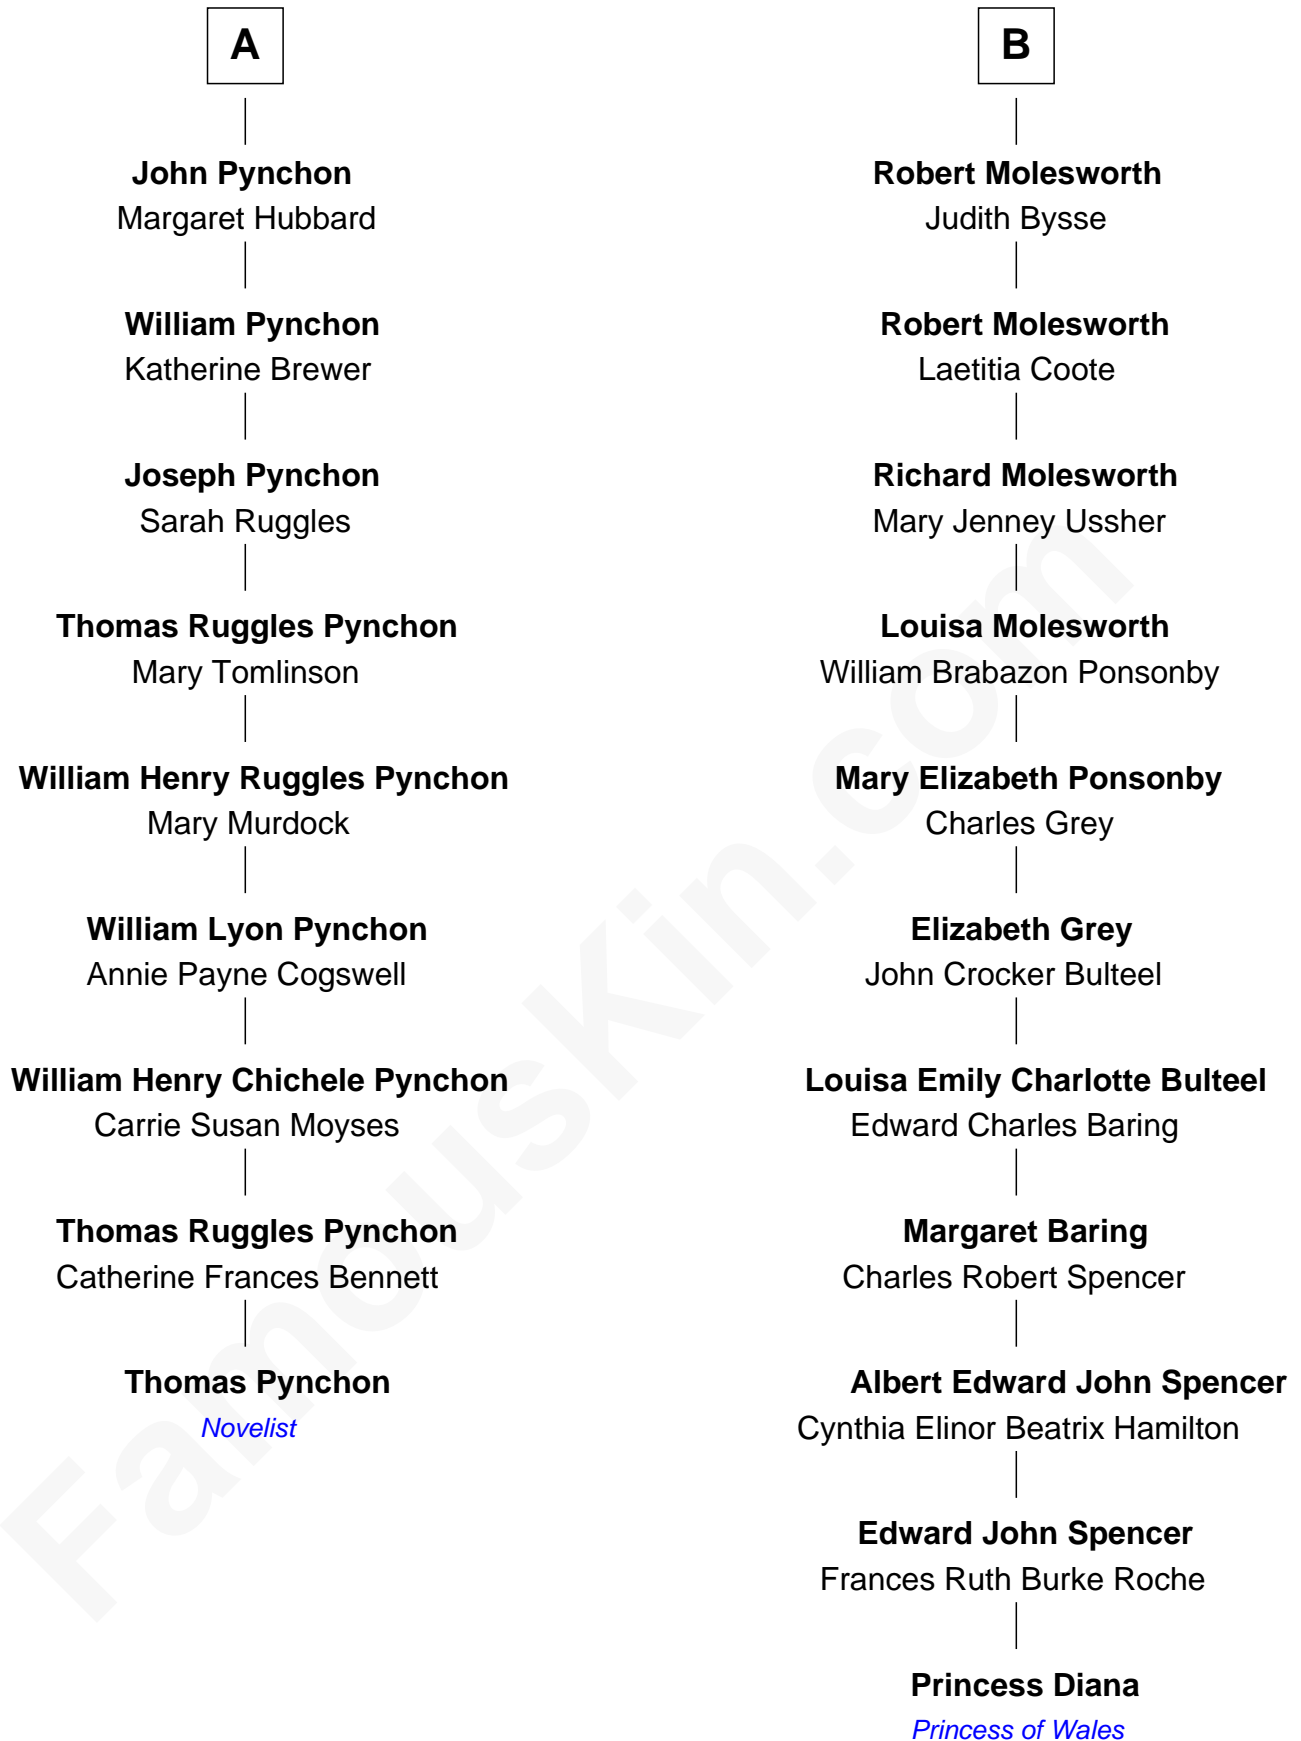 A
John Pynchon
Margaret Hubbard
William Pynchon
Katherine Brewer
Joseph Pynchon
Sarah Ruggles
Thomas Ruggles Pynchon
Mary Tomlinson
William Henry Ruggles Pynchon
Mary Murdock
William Lyon Pynchon
Annie Payne Cogswell
William Henry Chichele Pynchon
Carrie Susan Moyses
Thomas Ruggles Pynchon
Catherine Frances Bennett
Thomas Pynchon
Novelist
B
Robert Molesworth
Judith Bysse
Robert Molesworth
Laetitia Coote
Richard Molesworth
Mary Jenney Ussher
Louisa Molesworth
William Brabazon Ponsonby
Mary Elizabeth Ponsonby
Charles Grey
Elizabeth Grey
John Crocker Bulteel
Louisa Emily Charlotte Bulteel
Edward Charles Baring
Margaret Baring
Charles Robert Spencer
Albert Edward John Spencer
Cynthia Elinor Beatrix Hamilton
Edward John Spencer
Frances Ruth Burke Roche
Princess Diana
Princess of Wales
FamousKin.com